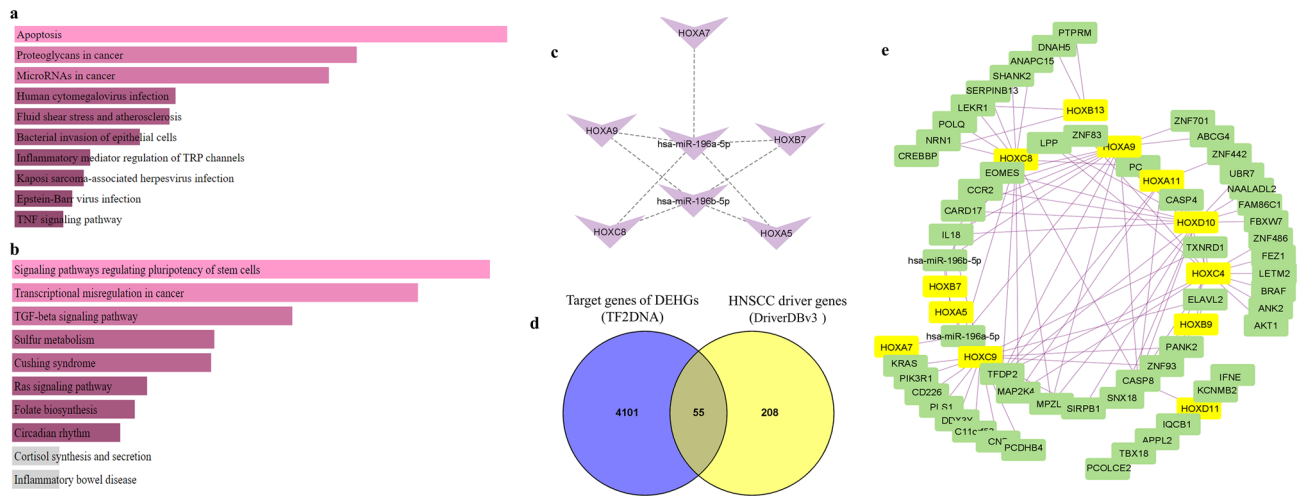 a
Apoptosis
Proteoglycans in cancer
MicroRNAs in cancer
Human cytomegalovirus infection
Fluid shear stress and atherosclerosis
Bacterial invasion of epithelial cells
Inflammatory mediator regulation of TRP channels
Kaposi sarcoma-associated herpesvirus infection
Epstein-Barr virus infection
TNF signaling pathway
b
Signaling pathways regulating pluripotency of stem cells
Transcriptional misregulation in cancer
TGF-beta signaling pathway
Sulfur metabolism
Cushing syndrome
Ras signaling pathway
Folate biosynthesis
Circadian rhythm
Cortisol synthesis and secretion
Inflammatory bowel disease
c
HOXA7
HOXA9
hsa-miR-196a-5p
HOXB7
hsa-miR-196b-5p
HOXC8
HOXA5
d
Target genes of DEHGs
(TF2DNA)
HNSCC driver genes
(DriverDBv3 )
4101
55
208
e
PTPRM
DNAH5
ANAPC15
SHANK2
SERPINB13
LEKR1
POLQ
NRN1
CREBBP
HOXB13
ZNF701
ABCG4
ZNF442
UBR7
NAALADL2
FAM86C1
FBXW7
ZNF486
FEZ1
LETM2
BRAF
ANK2
AKT1
ZNF83
LPP
HOXA9
HOXC8
PC
EOMES
HOXA11
CCR2
CASP4
CARD17
HOXD10
IL18
TXNRD1
hsa-miR-196b-5p
HOXC4
HOXB7
ELAVL2
HOXA5
HOXB9
hsa-miR-196a-5p
HOXA7
HOXC9
PANK2
KRAS
ZNF93
PIK3R1
TFDP2
CASP8
CD226
MAP2K4
SNX18
PLS1
MPZL
SIRPB1
DDX3X
PCDHB4
IFNE
KCNMB2
HOXD11
IQCB1
APPL2
TBX18
PCOLCE2